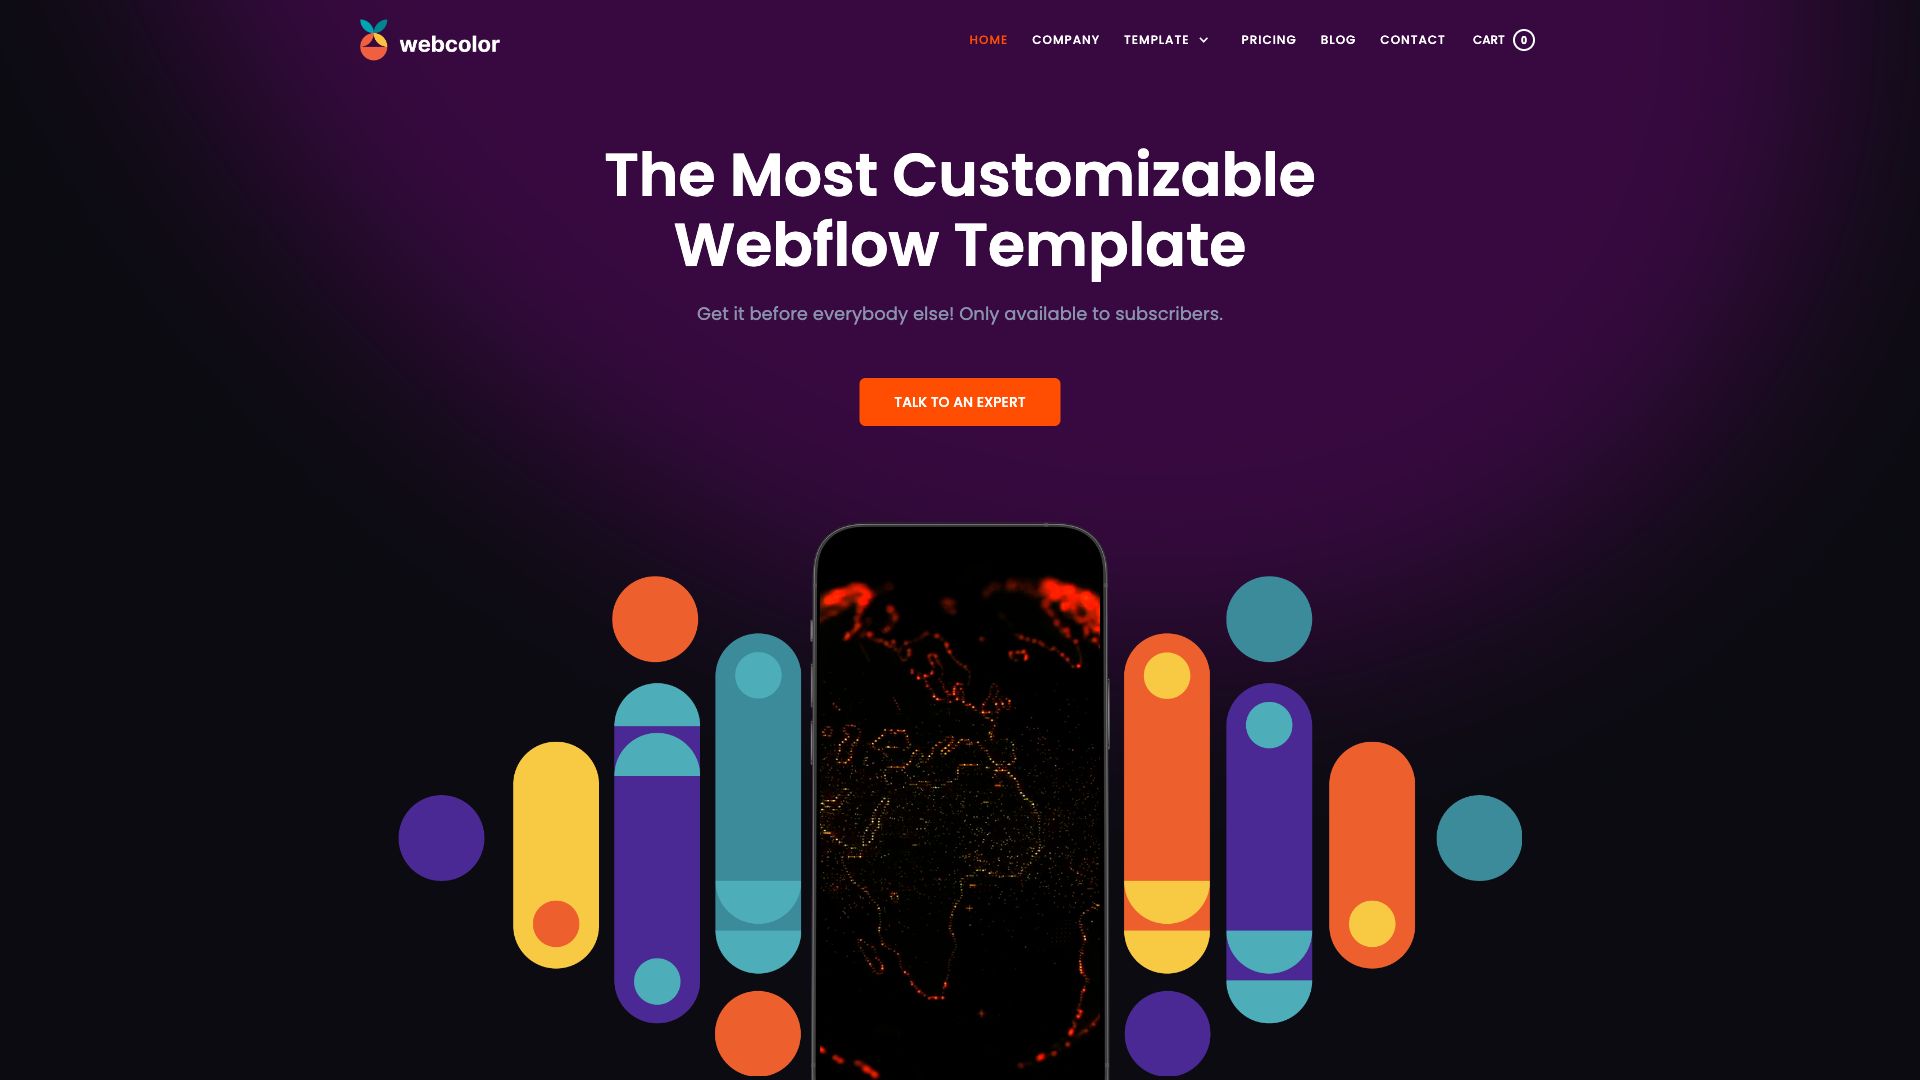 webcolor
HOME COMPANY TEMPLATE PRICING BLOG CONTACT CART 0
The Most Customizable
Webflow Template
Get it before everybody else! Only available to subscribers.
TALK TO AN EXPERT